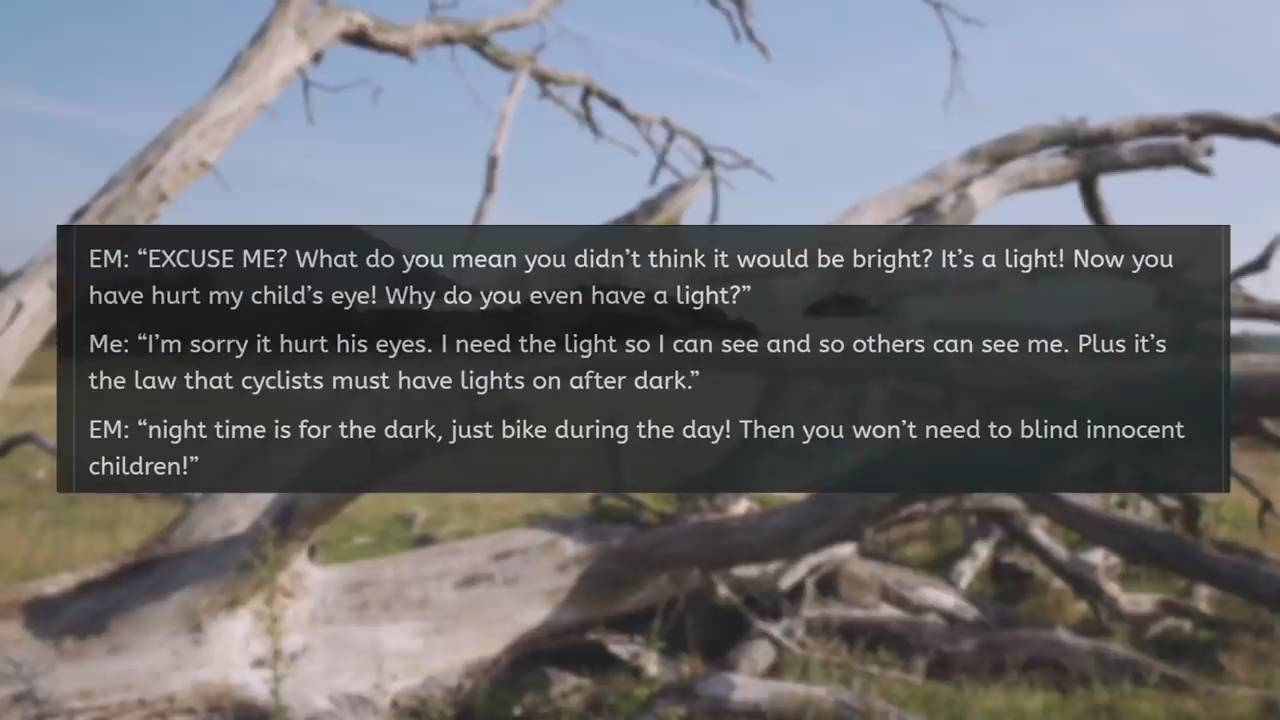 EM: “EXCUSE ME? What do you mean you didn’t think it would be bright? It’s a light! Now you
have hurt my child’s eye! Why do you even have a light?”
Me: “I’m sorry it hurt his eyes. I need the light so I can see and so others can see me. Plus it’s
the law that cyclists must have lights on after dark.”
EM: “night time is for the dark, just bike during the day! Then you won’t need to blind innocent
children!”